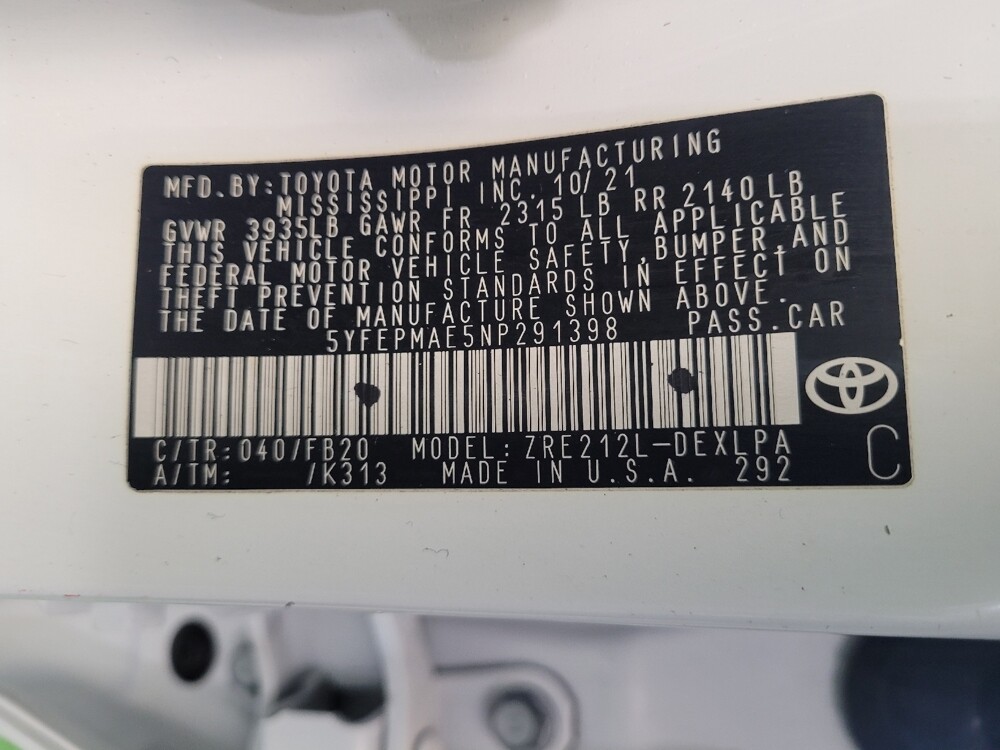 MFD. BY: TOYOTA MOTOR MANUFACTURING
MISSISSIPPI INC. 10/21
GVWR 3935LB GAWR FR 2315 LB RR 2140 LB
THIS VEHICLE CONFORMS TO ALL APPLICABLE
FEDERAL MOTOR VEHICLE SAFETY, BUMPER, AND
THEFT PREVENTION STANDARDS IN EFFECT ON
THE DATE OF MANUFACTURE SHOWN ABOVE.
5YFEPMAE5NP291398 PASS. CAR
C/TR: 040/FB20 MODEL: ZRE212L-DEXLPA
A/TM: /K313 MADE IN U.S.A. 292
C